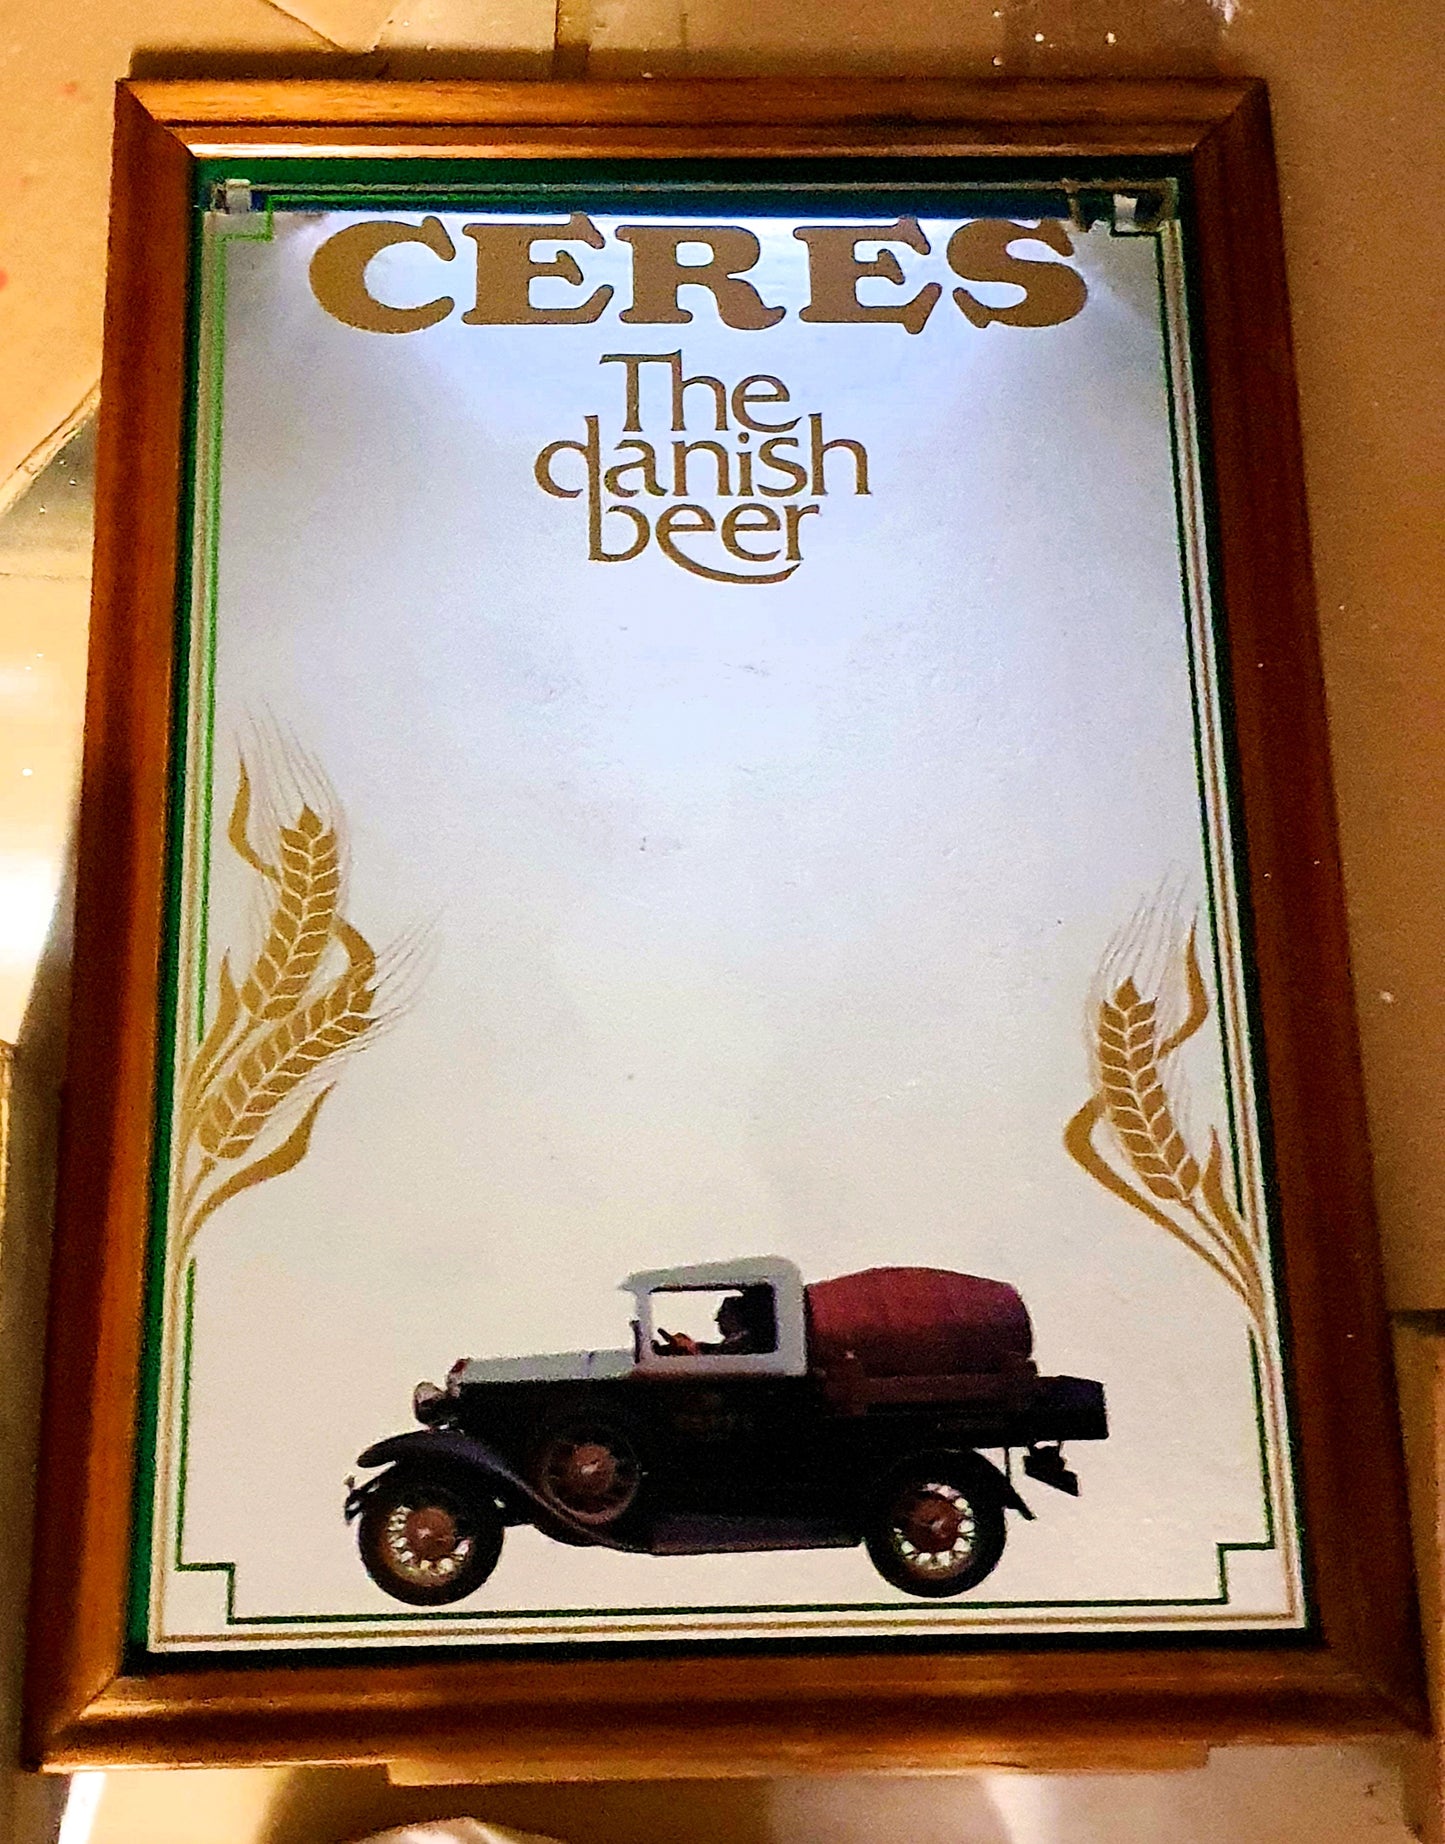 CERES
The
danish
beer